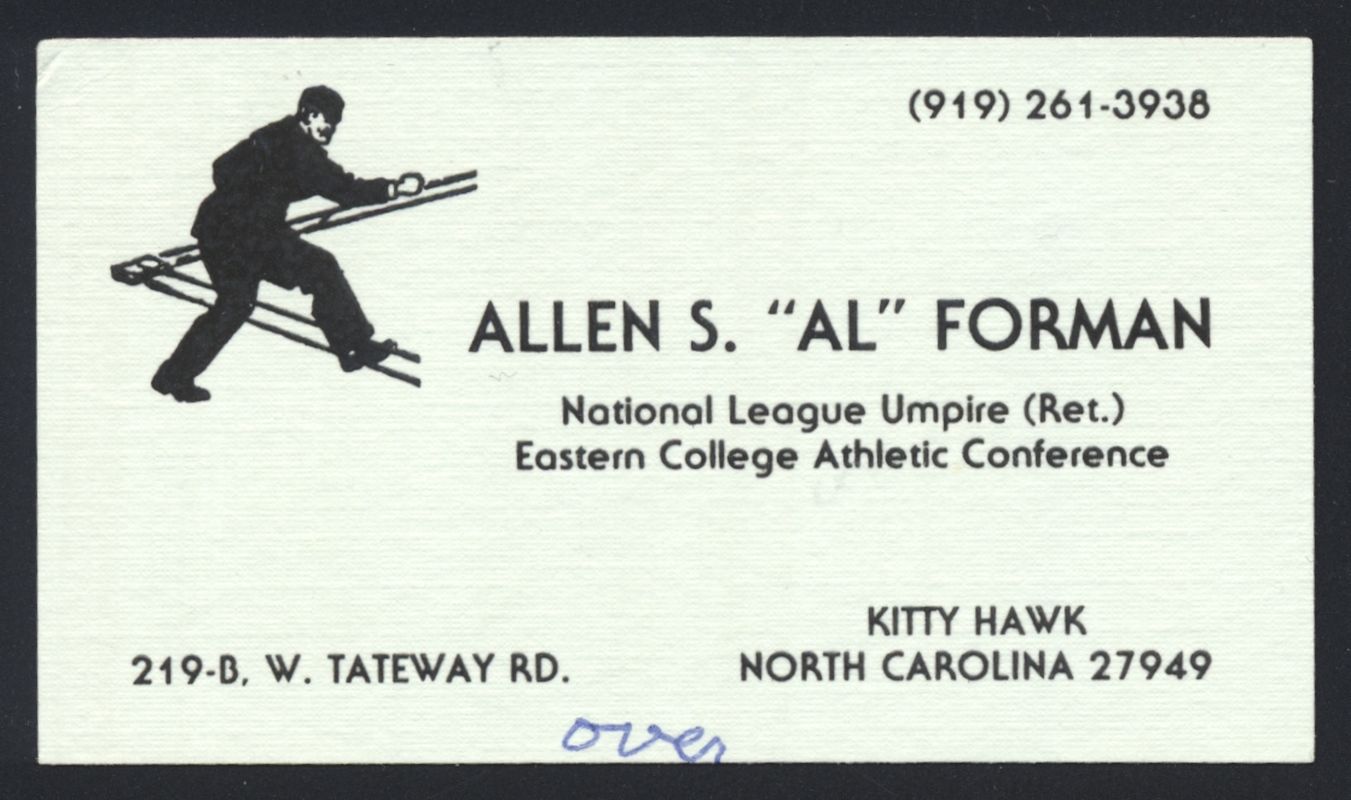 (919) 261-3938
ALLEN S. "AL" FORMAN
National League Umpire (Ret.)
Eastern College Athletic Conference
KITTY HAWK
219-B, W. TATEWAY RD.
NORTH CAROLINA 27949
over